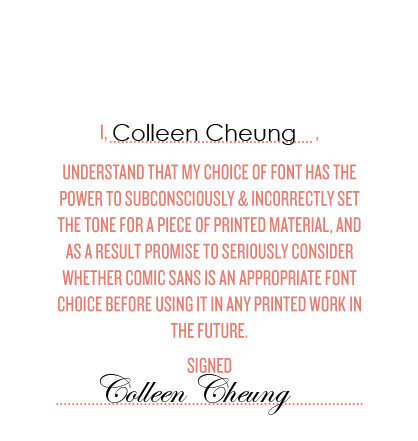 I, Colleen Cheung ,
UNDERSTAND THAT MY CHOICE OF FONT HAS THE
POWER TO SUBCONSCIOUSLY & INCORRECTLY SET
THE TONE FOR A PIECE OF PRINTED MATERIAL, AND
AS A RESULT PROMISE TO SERIOUSLY CONSIDER
WHETHER COMIC SANS IS AN APPROPRIATE FONT
CHOICE BEFORE USING IT IN ANY PRINTED WORK IN
THE FUTURE.
SIGNED
Colleen Cheung